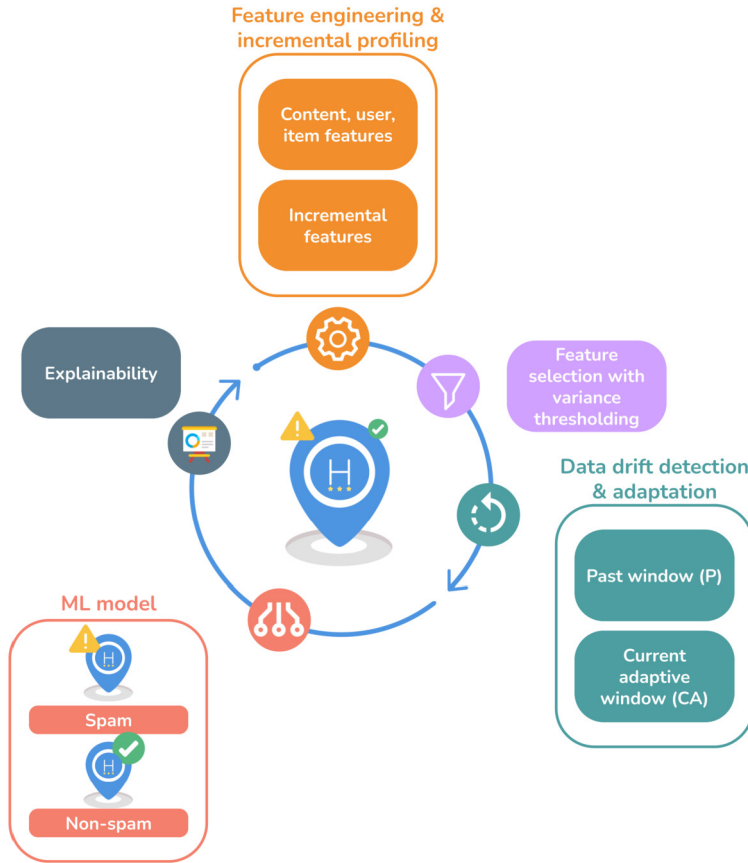 Feature engineering &
incremental profiling
Content, user,
item features
Incremental
features
Feature
selection with
variance
thresholding
Explainability
H
Data drift detection
& adaptation
Past window (P)
Current
adaptive
window (CA)
ML model
H
Spam
H
Non-spam